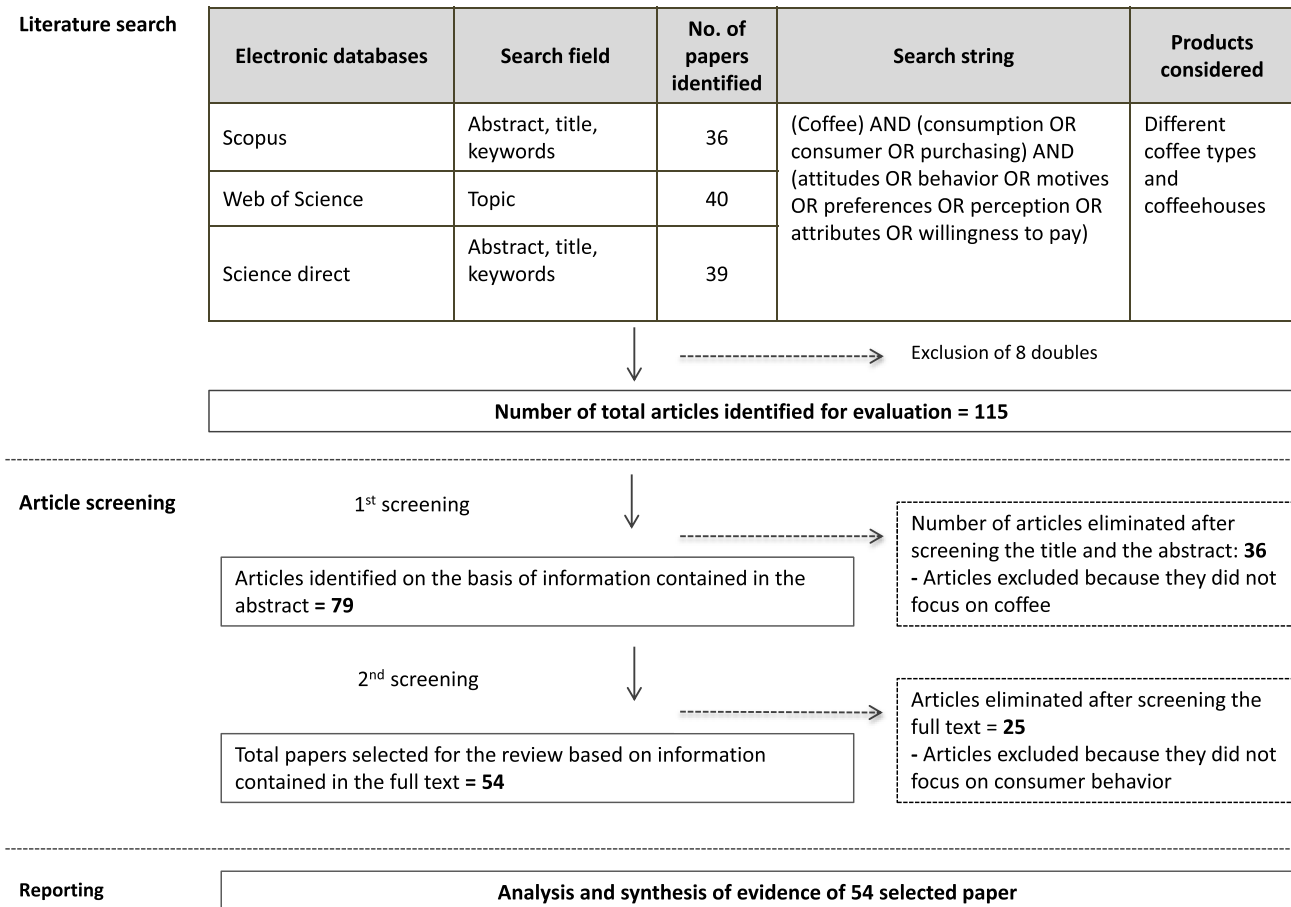 Literature search
Electronic databases
Search field
No. of
papers
identified
Search string
Products
considered
Scopus
Abstract, title,
keywords
36
(Coffee) AND (consumption OR
consumer OR purchasing) AND
(attitudes OR behavior OR motives
OR preferences OR perception OR
attributes OR willingness to pay)
Different
coffee types
and
coffeehouses
Web of Science
Topic
40
Science direct
Abstract, title,
keywords
39
Exclusion of 8 doubles
Number of total articles identified for evaluation = 115
Article screening
1st screening
Number of articles eliminated after
screening the title and the abstract: 36
- Articles excluded because they did not
focus on coffee
Articles identified on the basis of information contained in the
abstract = 79
2nd screening
Articles eliminated after screening the
full text = 25
- Articles excluded because they did not
focus on consumer behavior
Total papers selected for the review based on information
contained in the full text = 54
Reporting
Analysis and synthesis of evidence of 54 selected paper